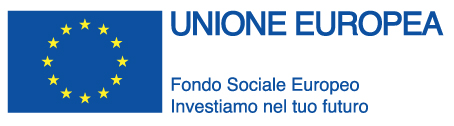 UNIONE EUROPEA
Fondo Sociale Europeo
Investiamo nel tuo futuro